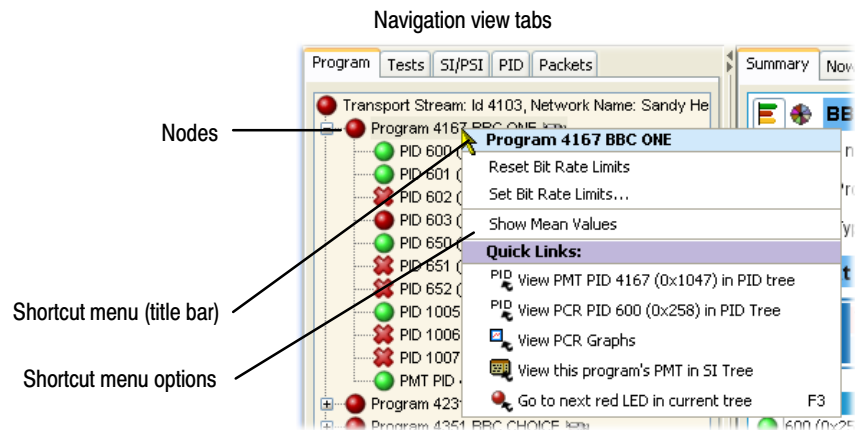 Navigation view tabs
Program Tests SI/PSI PID Packets
Summary
Transport Stream: Id 4103, Network Name: Sandy He
Nodes
Program 4167 BBC ONE
Program 4167 BBC ONE
PID 600
Reset Bit Rate Limits
PID 601
Set Bit Rate Limits...
PID 602
PID 603
Show Mean Values
PID 650
Quick Links:
PID 651
PID View PMT PID 4167 (0x1047) in PID tree
PID 652
Shortcut menu (title bar)
PID View PCR PID 600 (0x258) in PID Tree
PID 1005
View PCR Graphs
PID 1006
PID 1007
View this program's PMT in SI Tree
Shortcut menu options
PMT PID
Go to next red LED in current tree F3
Program 423
Program 4351 BBC CHOICE
600